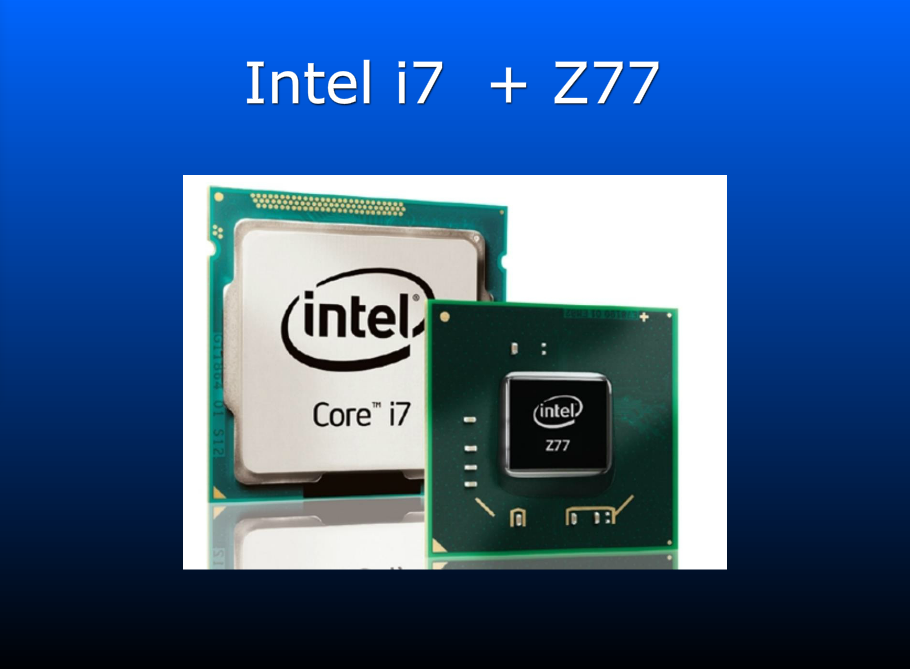 Intel i7 + Z77
intel®
Core™ i7
intel
Z77